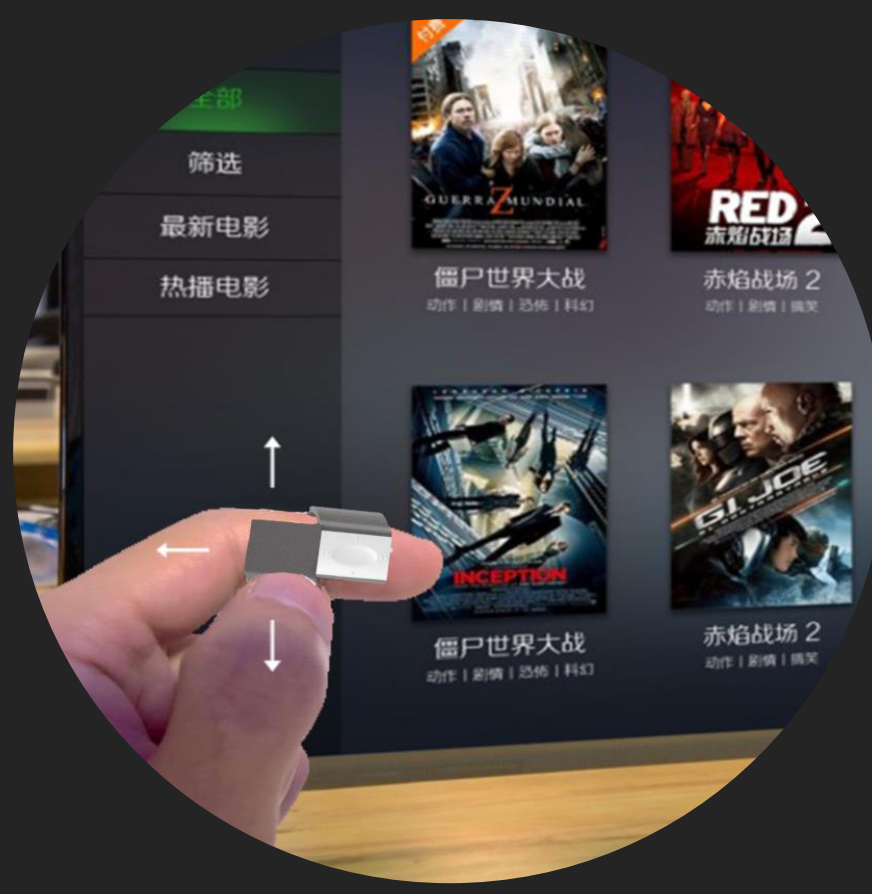 付费
全部
筛选
最新电影
热播电影
GUERRA Z MUNDIAL
RED 2
赤焰战场
僵尸世界大战
动作 | 剧情 | 恐怖 | 科幻
赤焰战场 2
动作 | 剧情 | 搞笑
INCEPTION
G.I. JOE
僵尸世界大战
动作 | 剧情 | 恐怖 | 科幻
赤焰战场 2
动作 | 剧情 | 搞笑